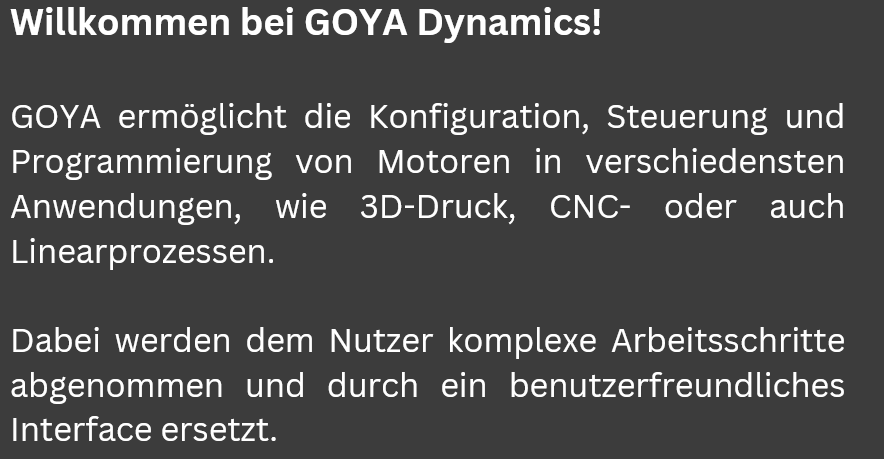 Willkommen bei GOYA Dynamics!
GOYA ermöglicht die Konfiguration, Steuerung und
Programmierung von Motoren in verschiedensten
Anwendungen, wie 3D-Druck, CNC- oder auch
Linearprozessen.
Dabei werden dem Nutzer komplexe Arbeitsschritte
abgenommen und durch ein benutzerfreundliches
Interface ersetzt.